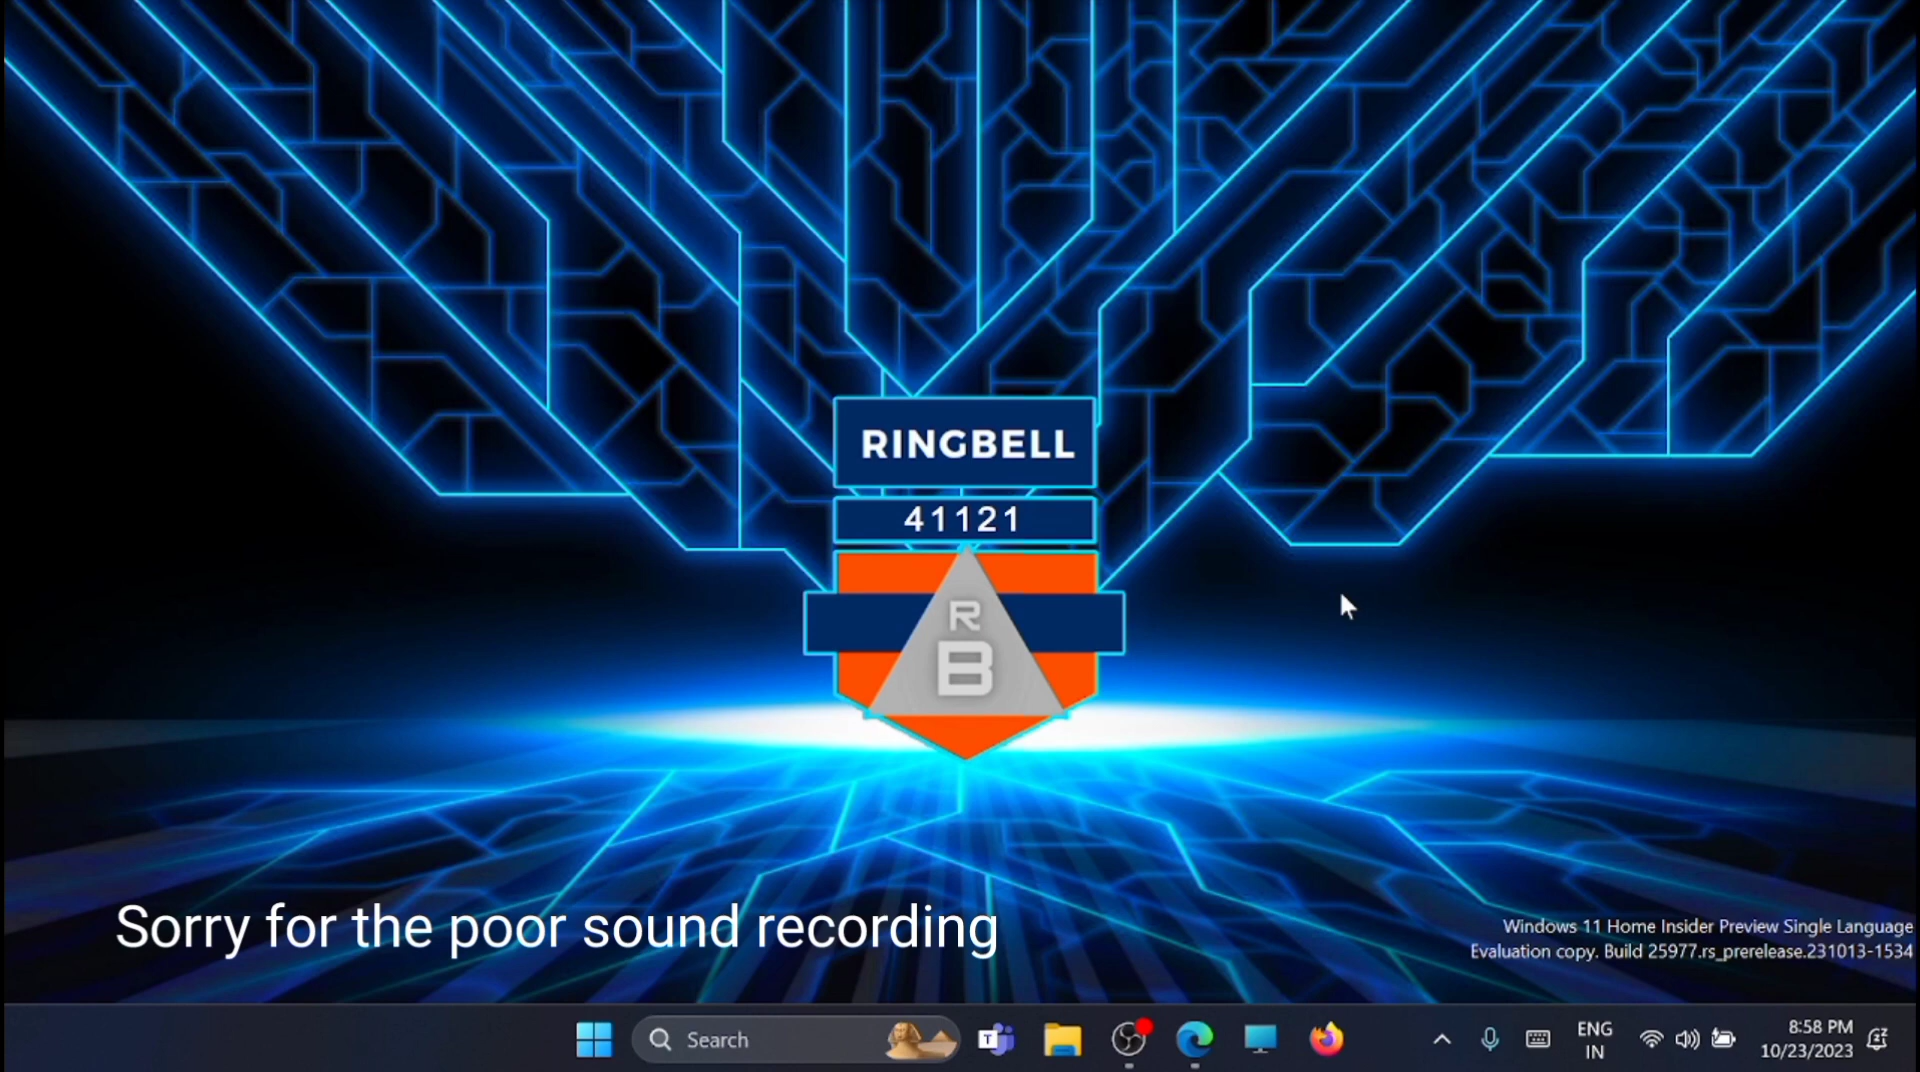 RINGBELL
41121
R
B
Sorry for the poor sound recording
Windows 11 Home Insider Preview Single Language
Evaluation copy. Build 25977.rs_prerelease.231013-1534
Search
T
ENG
IN
8:58 PM
10/23/2023